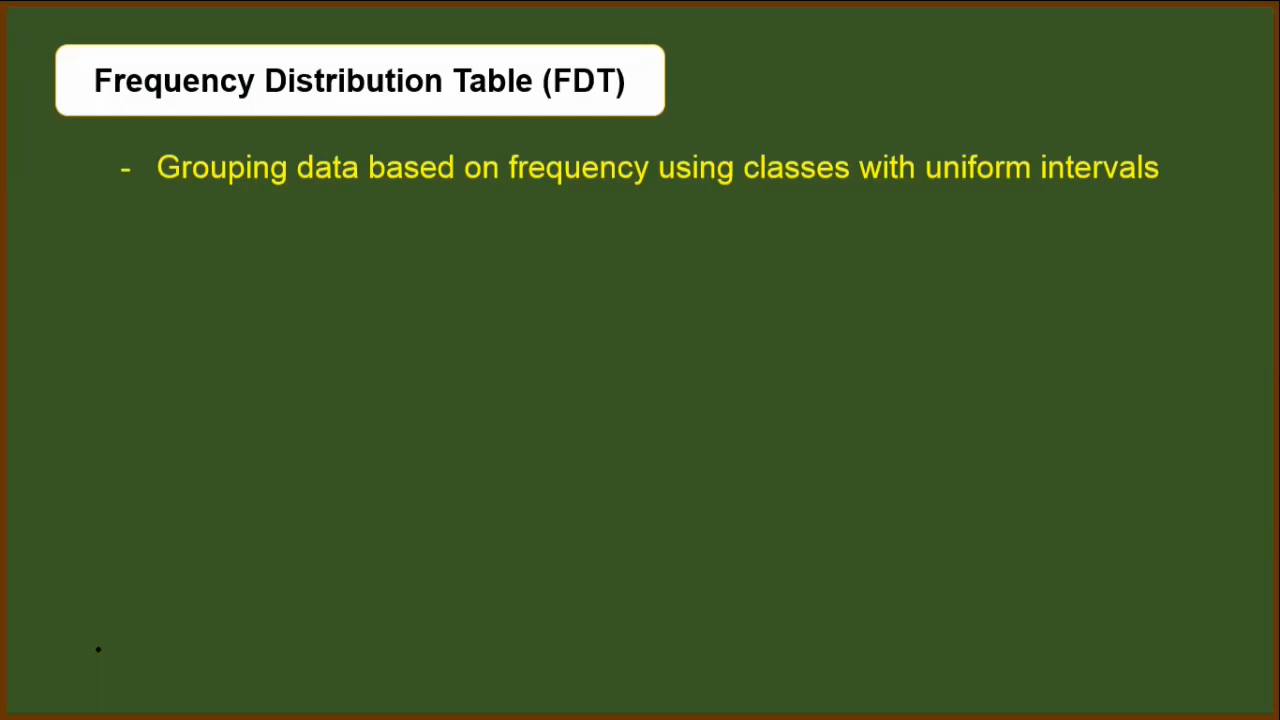 Frequency Distribution Table (FDT)
- Grouping data based on frequency using classes with uniform intervals